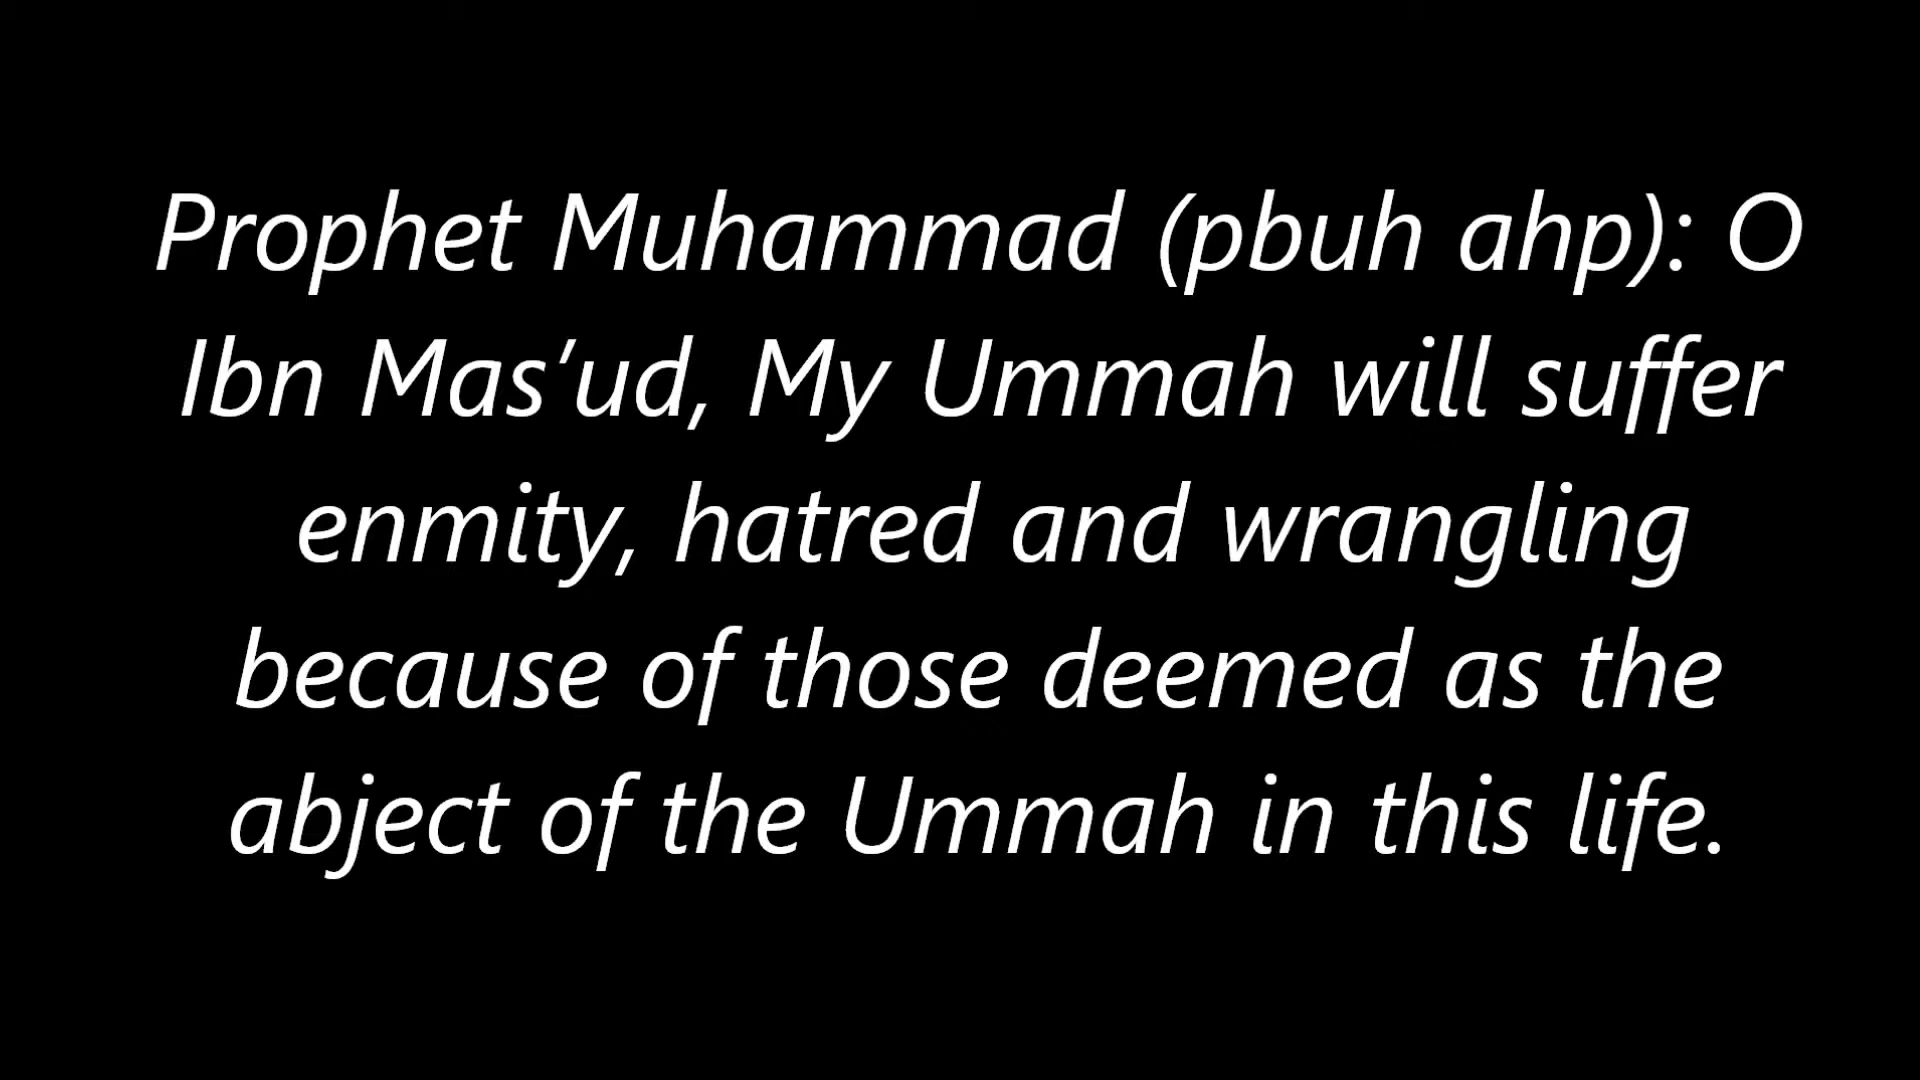 Prophet Muhammad (pbuh ahp): O
Ibn Mas’ud, My Ummah will suffer
enmity, hatred and wrangling
because of those deemed as the
abject of the Ummah in this life.